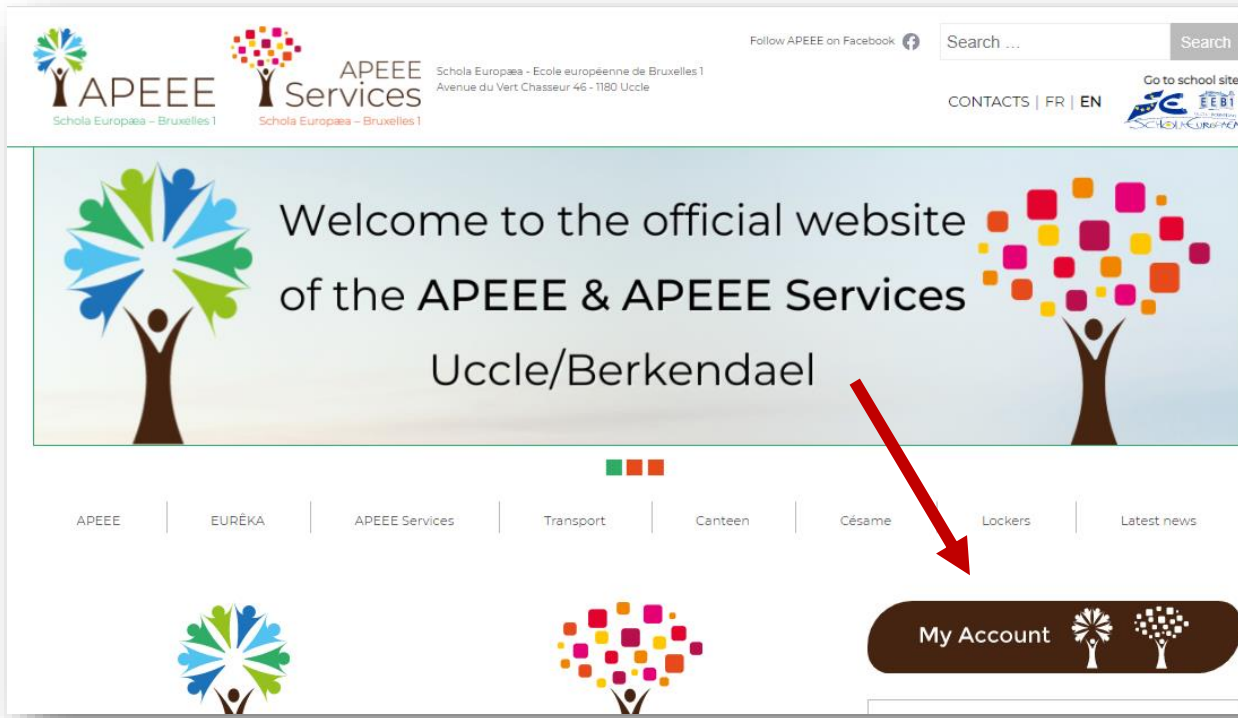 APEEE
Schola Europæa – Bruxelles 1
APEEE
Services
Schola Europæa – Bruxelles 1
Schola Europæa - Ecole européenne de Bruxelles 1
Avenue du Vert Chasseur 46 - 1180 Uccle
Follow APEEE on Facebook
Search ...
Search
CONTACTS | FR | EN
Go to school site
EEB1
SCHOLA EUROPAEA
Welcome to the official website
of the APEEE & APEEE Services
Uccle/Berkendael
APEEE
EURÊKA
APEEE Services
Transport
Canteen
Césame
Lockers
Latest news
My Account